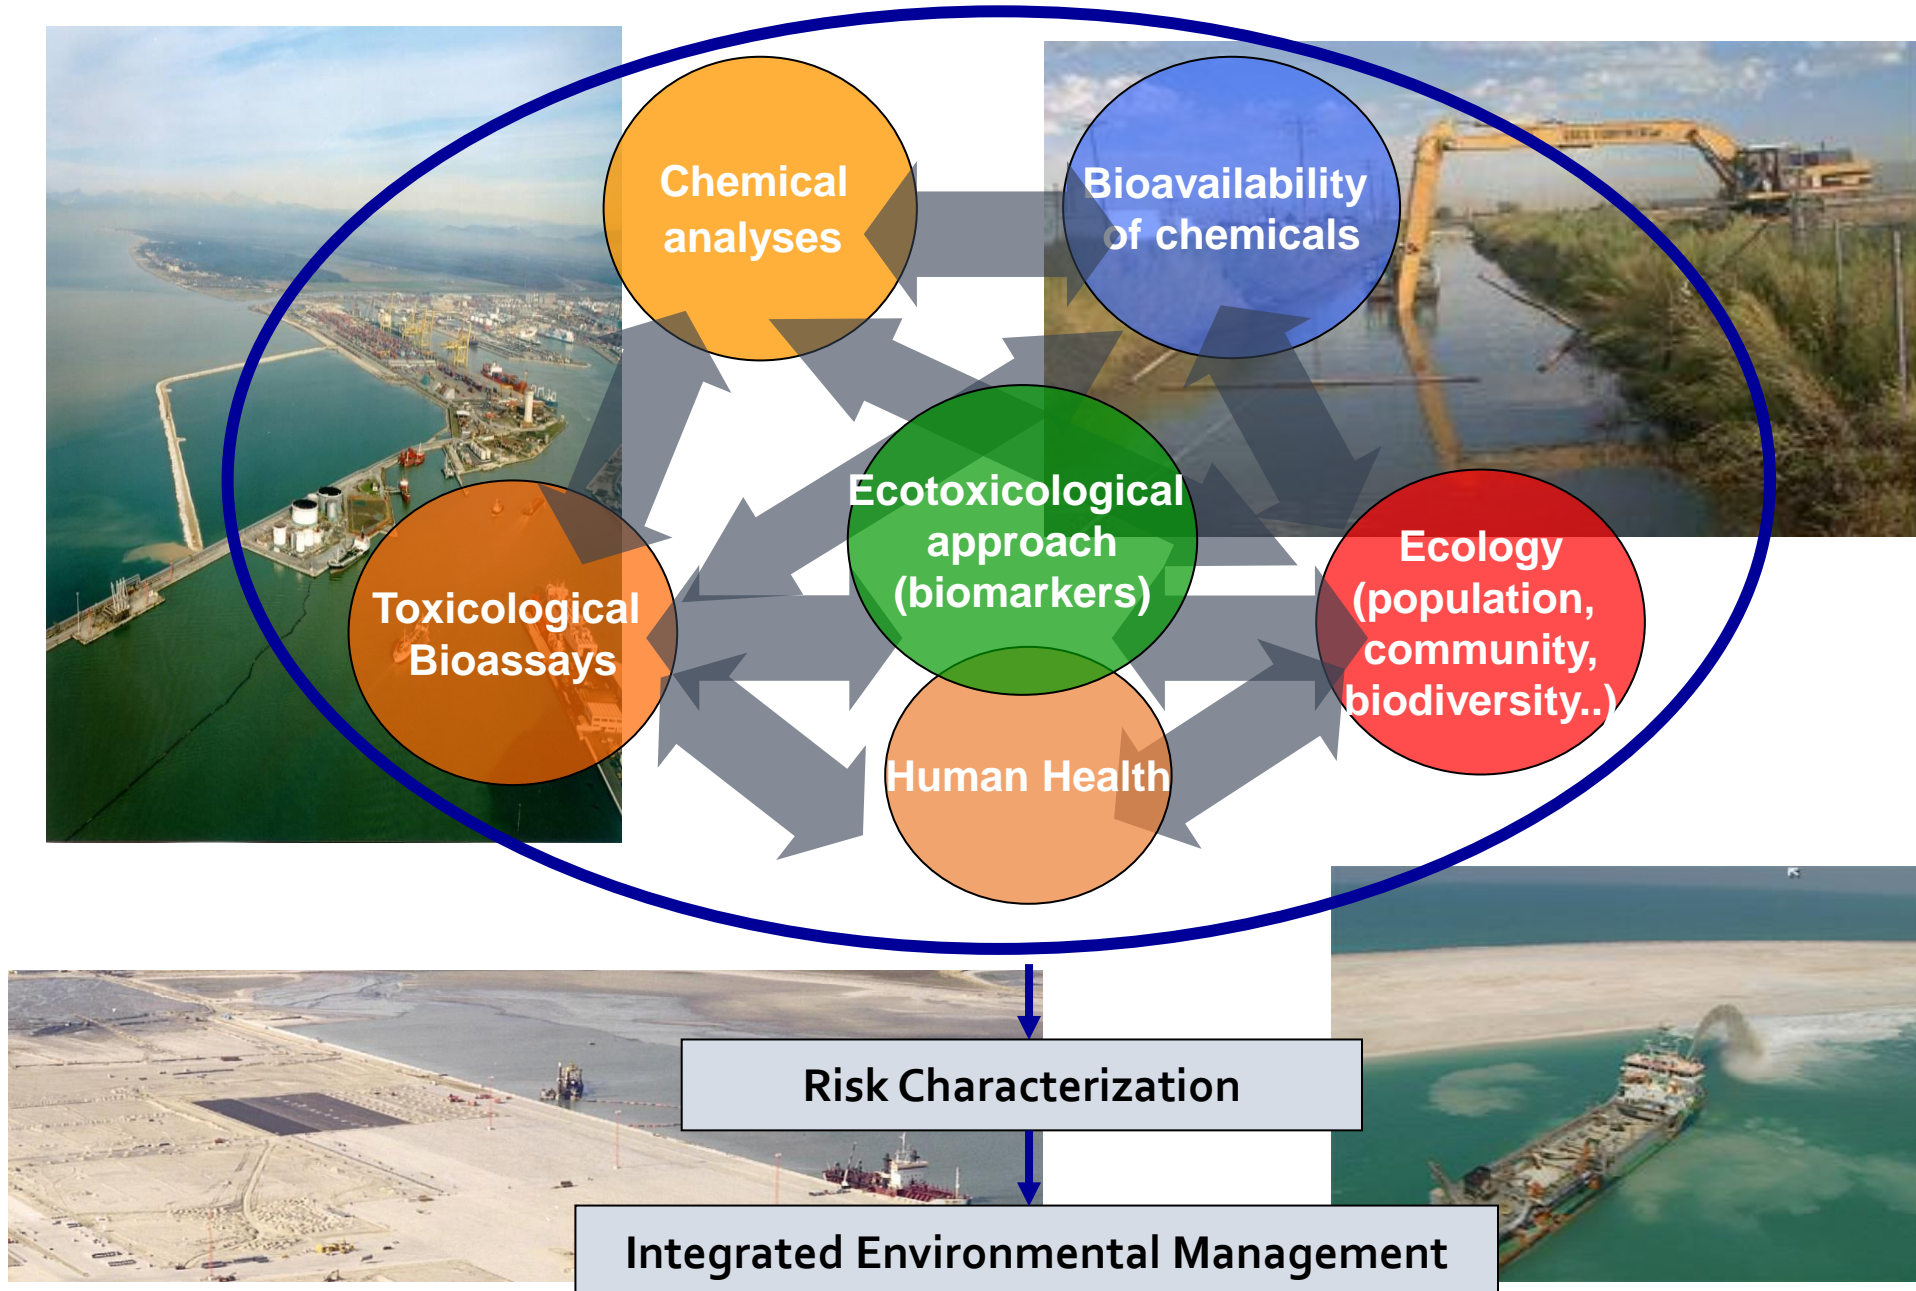 Chemical
analyses
Bioavailability
of chemicals
Ecotoxicological
approach
(biomarkers)
Ecology
(population,
community,
biodiversity..)
Toxicological
Bioassays
Human Health
Risk Characterization
Integrated Environmental Management